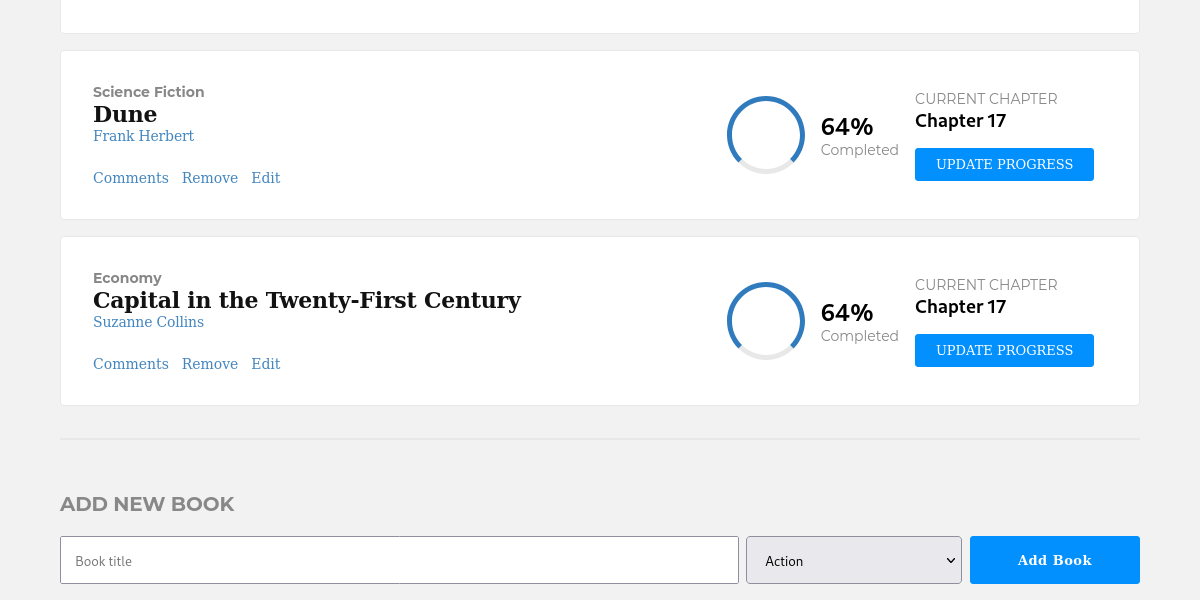 Science Fiction
Dune
Frank Herbert
Comments Remove Edit
64%
Completed
CURRENT CHAPTER
Chapter 17
UPDATE PROGRESS
Economy
Capital in the Twenty-First Century
Suzanne Collins
Comments Remove Edit
64%
Completed
CURRENT CHAPTER
Chapter 17
UPDATE PROGRESS
ADD NEW BOOK
Book title
Action
Add Book